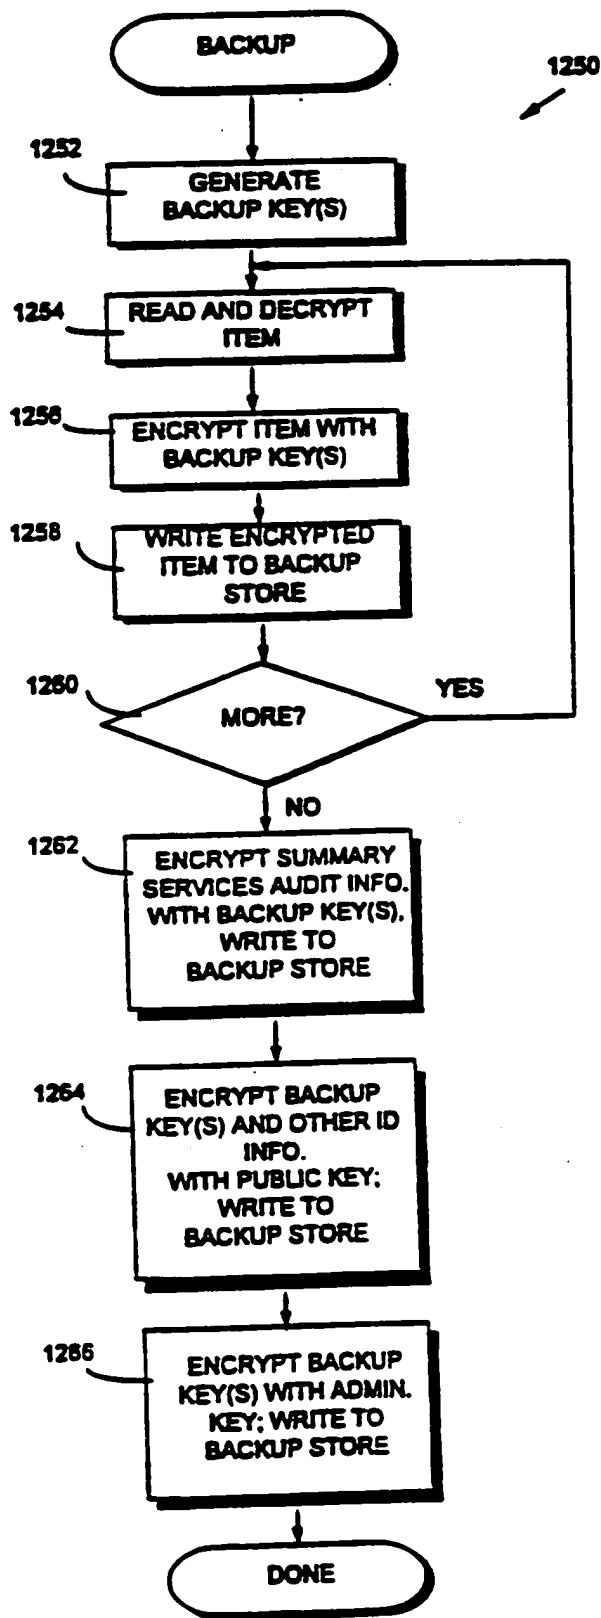 BACKUP
1250
1252
GENERATE
BACKUP KEY(S)
1254
READ AND DECRYPT
ITEM
1256
ENCRYPT ITEM WITH
BACKUP KEY(S)
1258
WRITE ENCRYPTED
ITEM TO BACKUP
STORE
1260
MORE?
YES
NO
1262
ENCRYPT SUMMARY
SERVICES AUDIT INFO.
WITH BACKUP KEY(S),
WRITE TO
BACKUP STORE
1264
ENCRYPT BACKUP
KEY(S) AND OTHER ID
INFO.
WITH PUBLIC KEY;
WRITE TO
BACKUP STORE
1266
ENCRYPT BACKUP
KEY(S) WITH ADMIN.
KEY; WRITE TO
BACKUP STORE
DONE